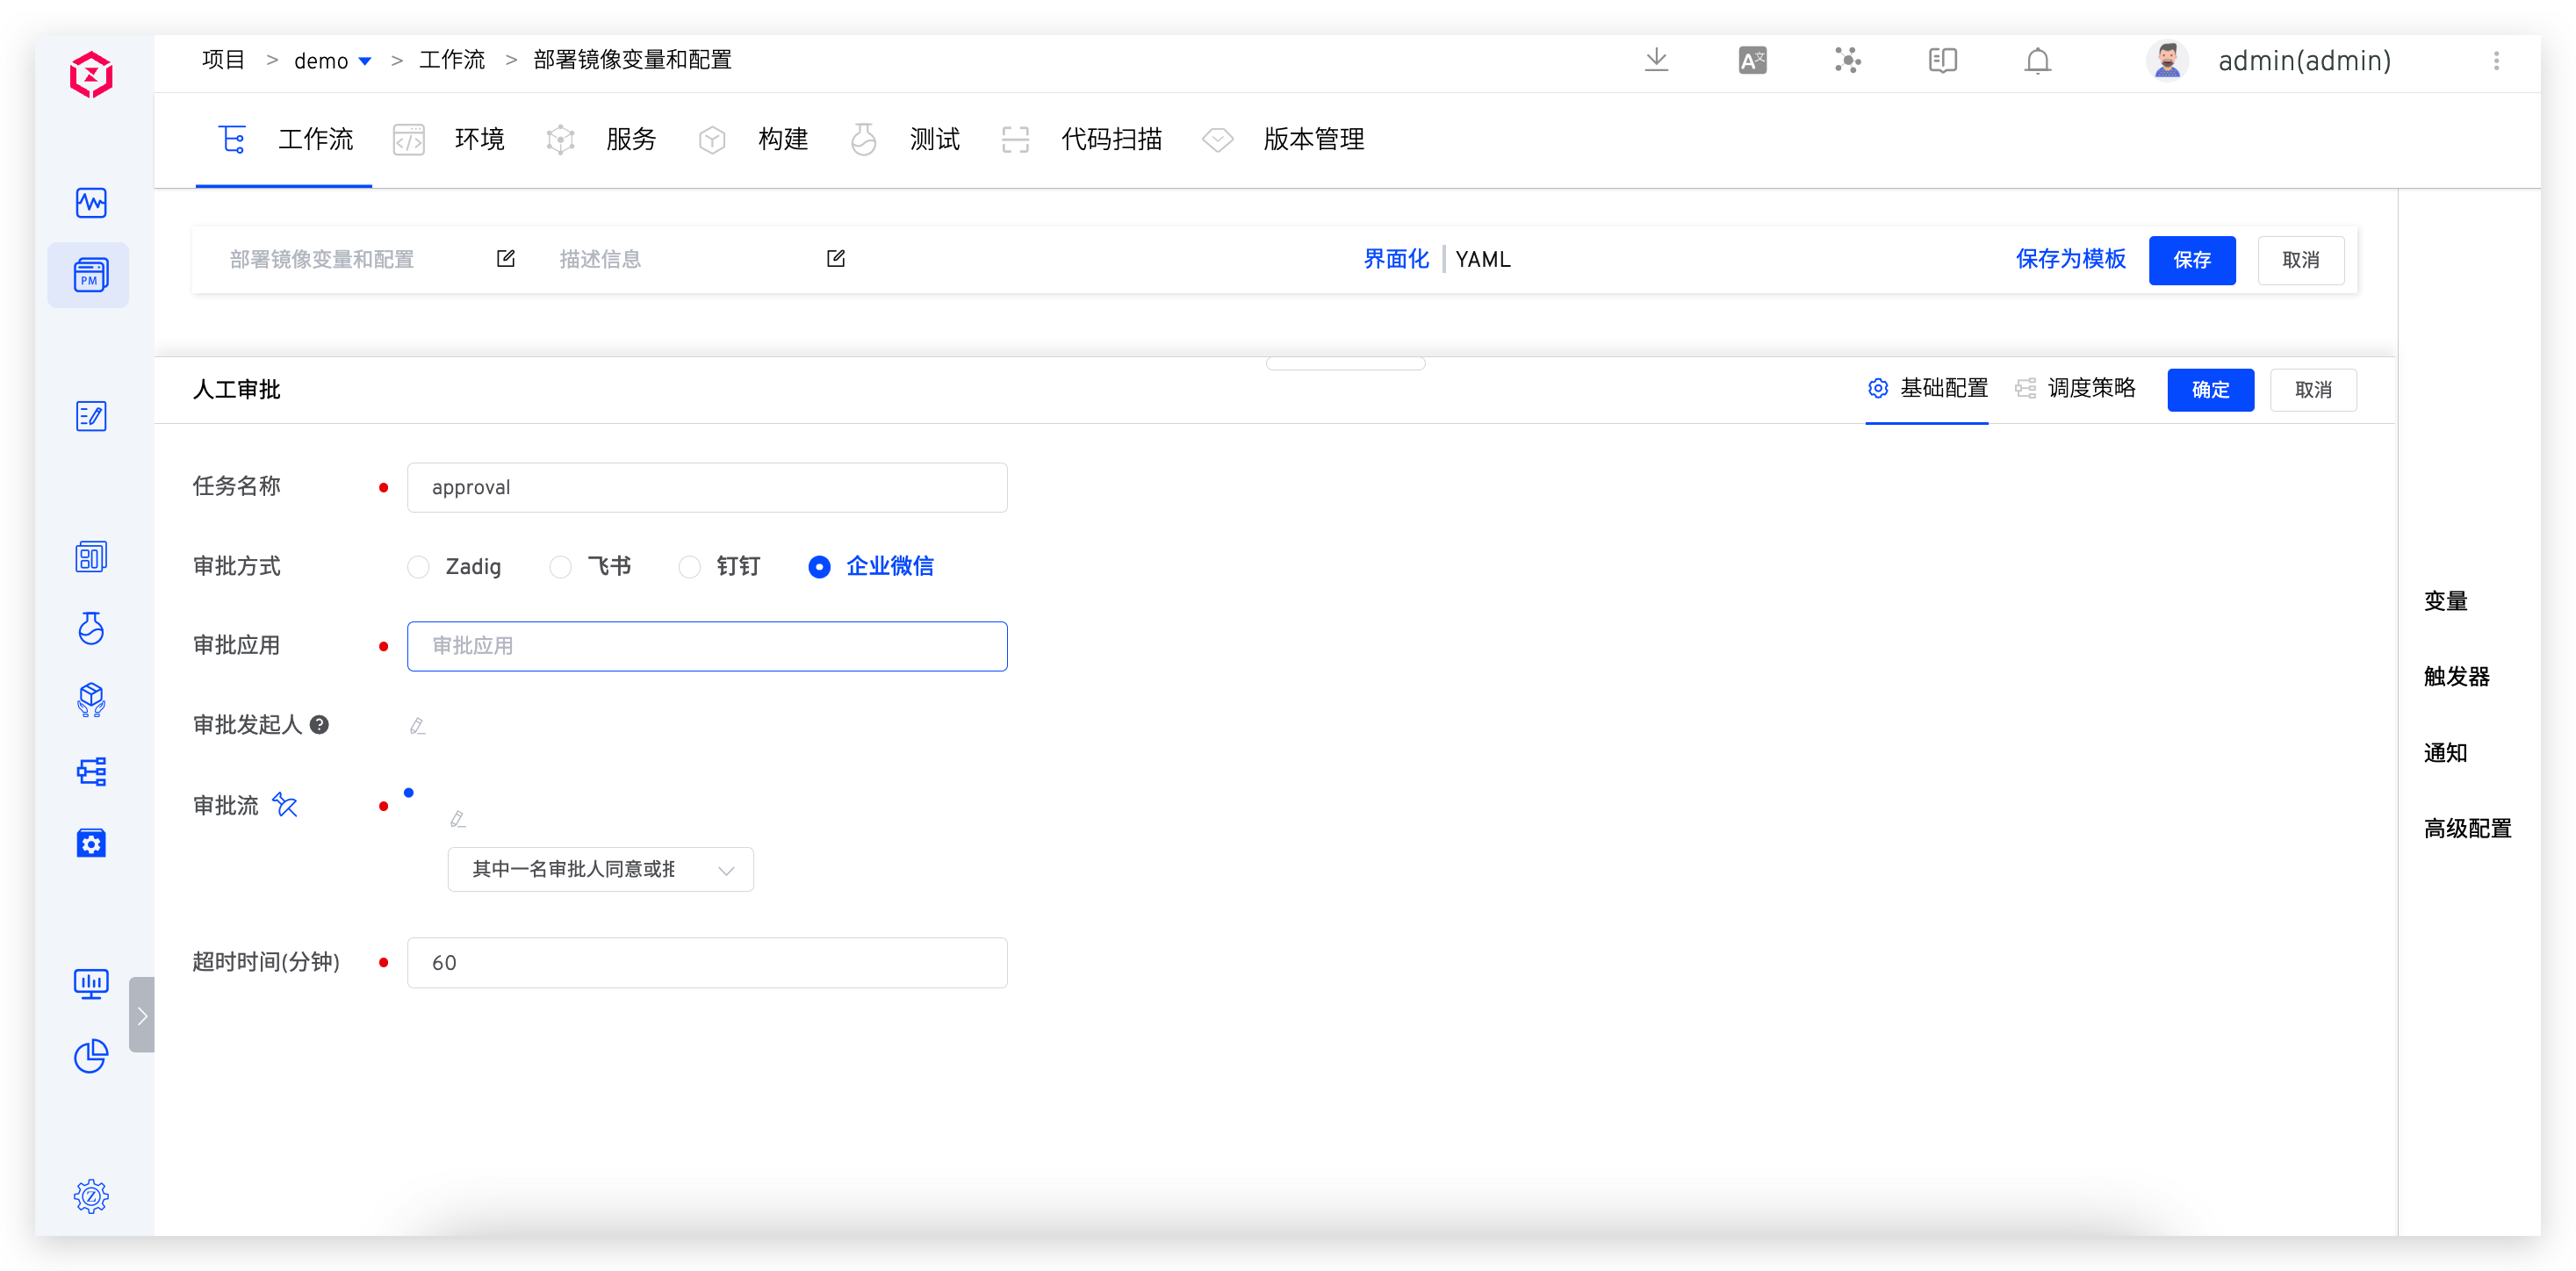 项目 > demo > 工作流 > 部署镜像变量和配置
admin(admin)
工作流 环境 服务 构建 测试 代码扫描 版本管理
PM
部署镜像变量和配置 描述信息 界面化 YAML 保存为模板 保存 取消
人工审批 基础配置 调度策略 确定 取消
任务名称 approval
审批方式 Zadig 飞书 钉钉 企业微信
审批应用 审批应用
审批发起人
审批流
其中一名审批人同意或
超时时间(分钟) 60
变量
触发器
通知
高级配置